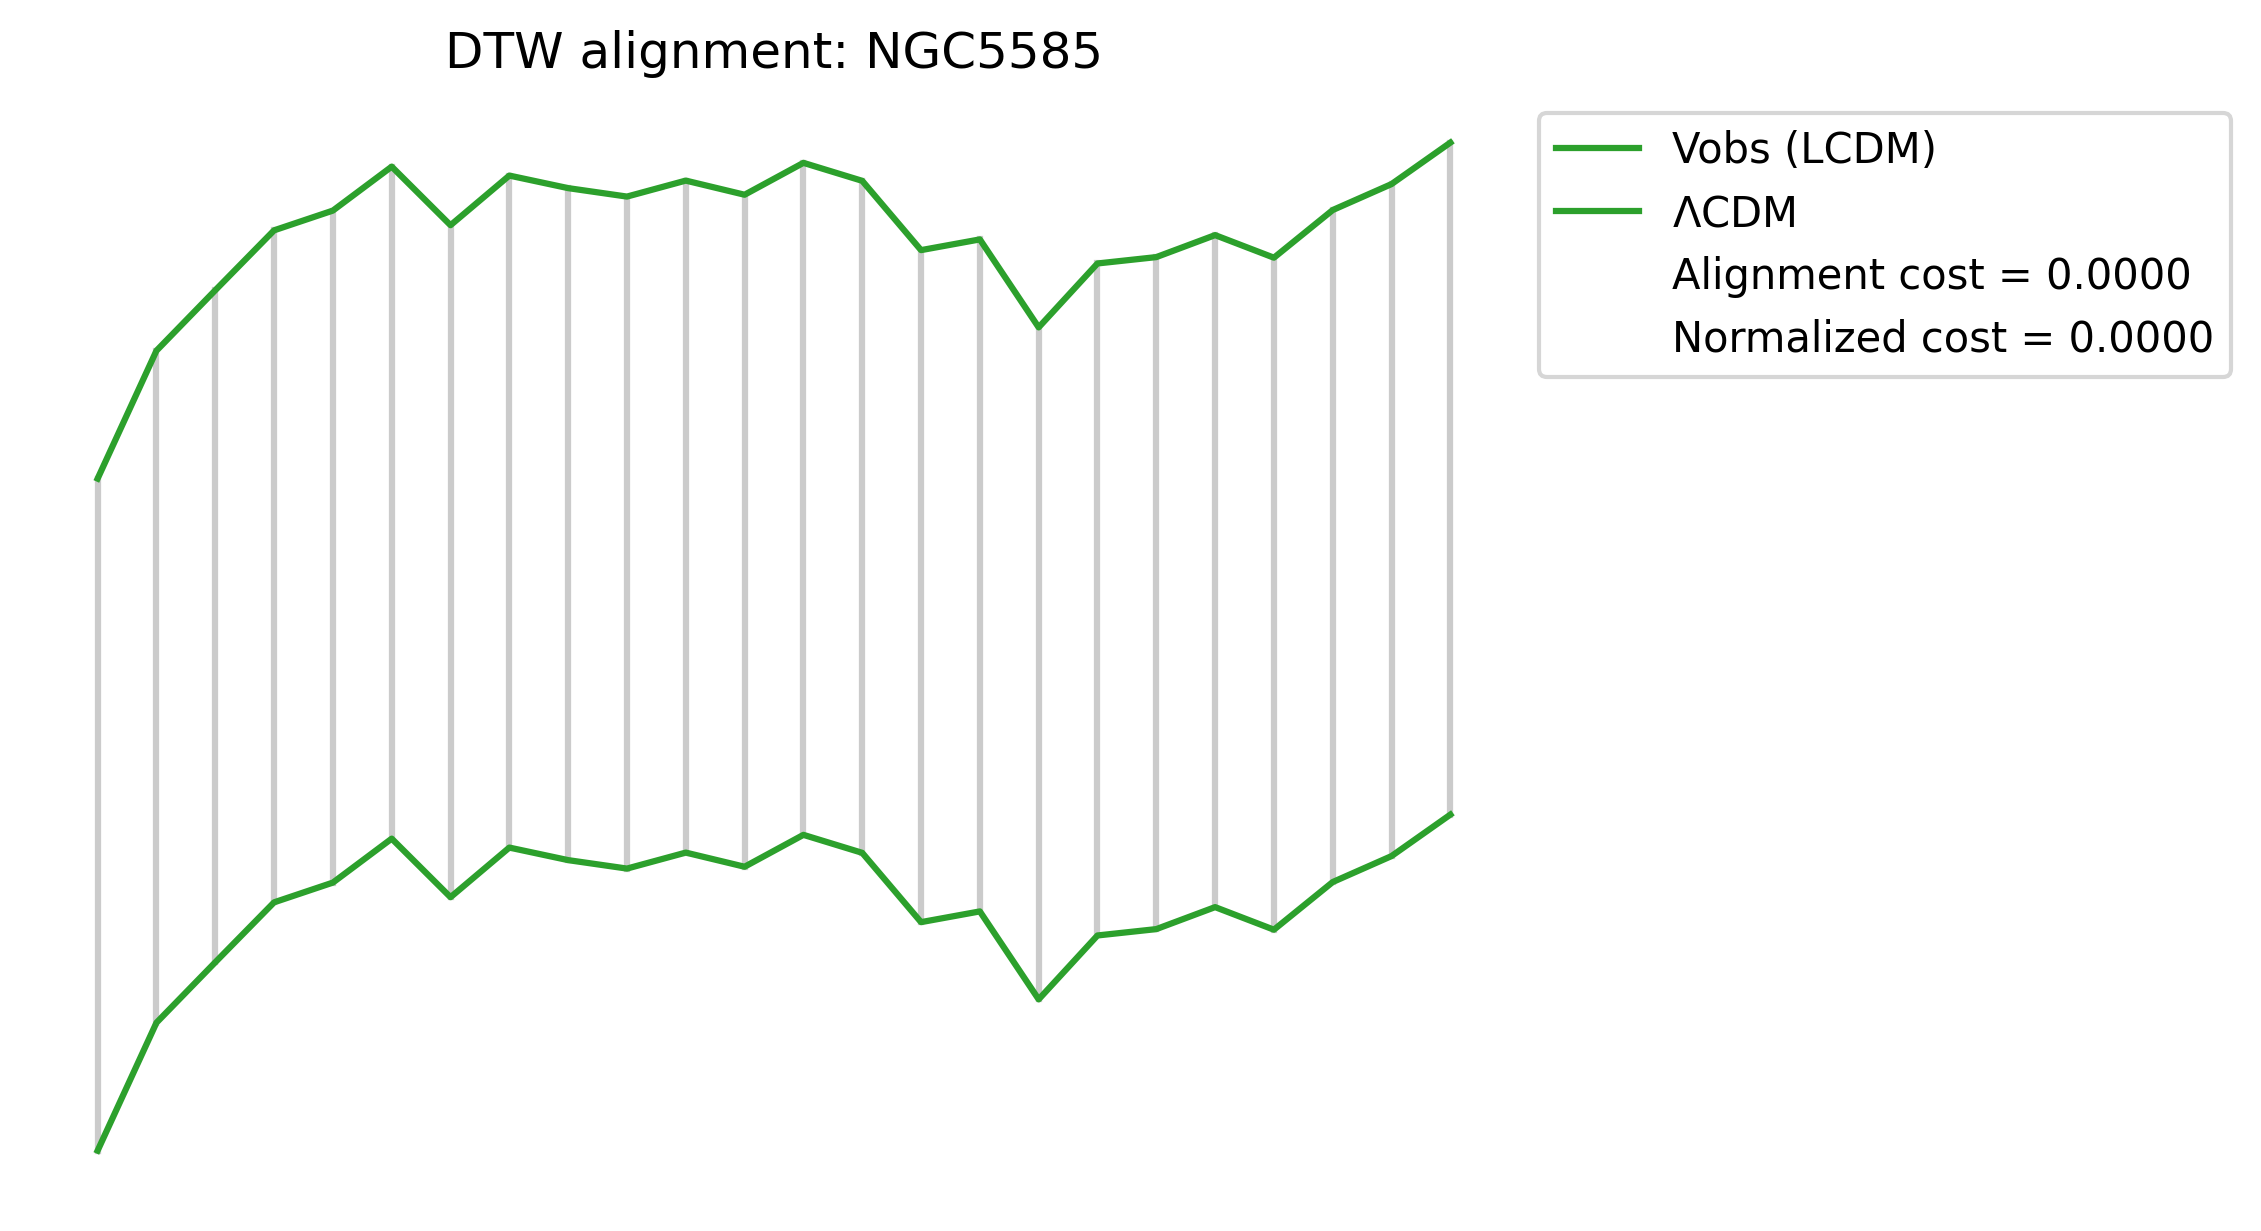 DTW alignment: NGC5585
Vobs (LCDM)
ΛCDM
Alignment cost = 0.0000
Normalized cost = 0.0000